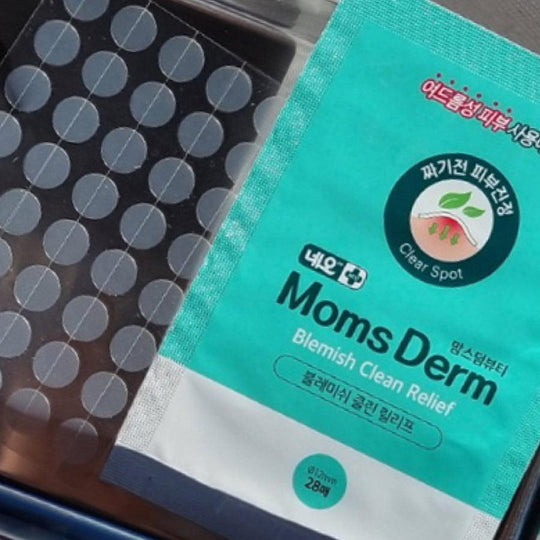 여드름성 피부 사용
짜기전 피부진정
Clear Spot
네오
Moms Derm
맘스덤뷰티
Blemish Clean Relief
블레미쉬 클린 릴리프
Ø12mm
28매